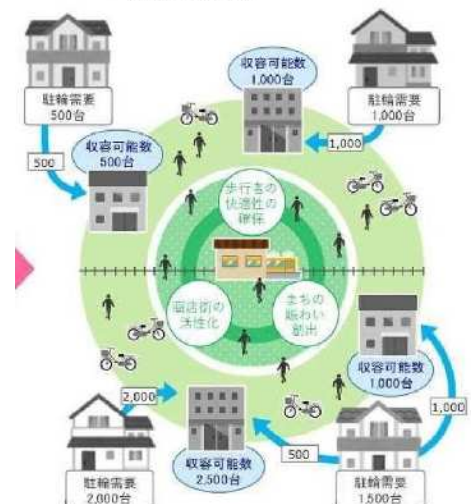 収容可能数
1,000台
駐輪需要
500台
駐輪需要
1,000台
500
収容可能数
500台
1,000
歩行者の
快適性の
確保
商店街の
活性化
まちの
賑わい
創出
収容可能数
1,000台
2,000
1,000
500
収容可能数
2,500台
駐輪需要
2,000台
駐輪需要
1,500台